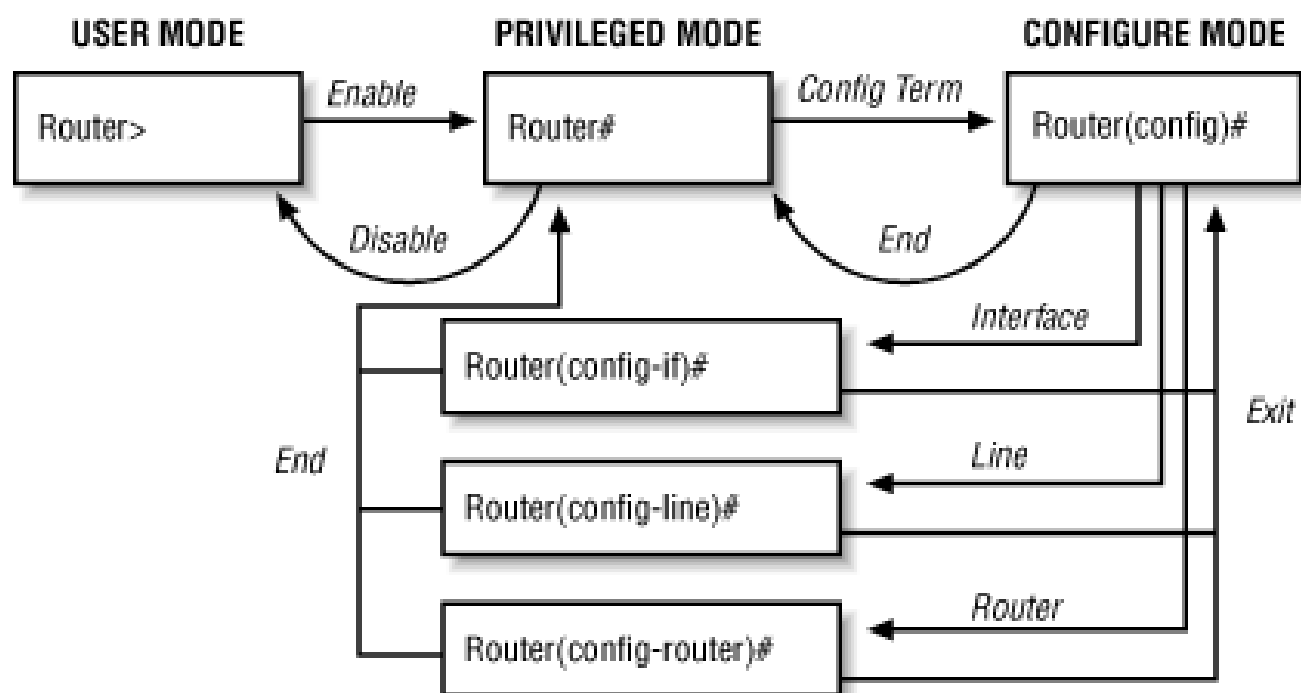 USER MODE
PRIVILEGED MODE
CONFIGURE MODE
Router>
Enable
Router#
Config Term
Router(config)#
Disable
End
Interface
Router(config-if)#
Exit
End
Line
Router(config-line)#
Router
Router(config-router)#